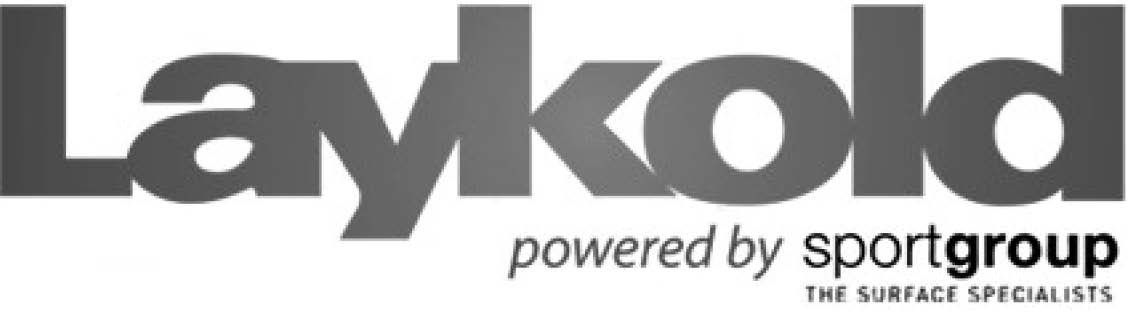 Laykold
powered by sportgroup
THE SURFACE SPECIALISTS